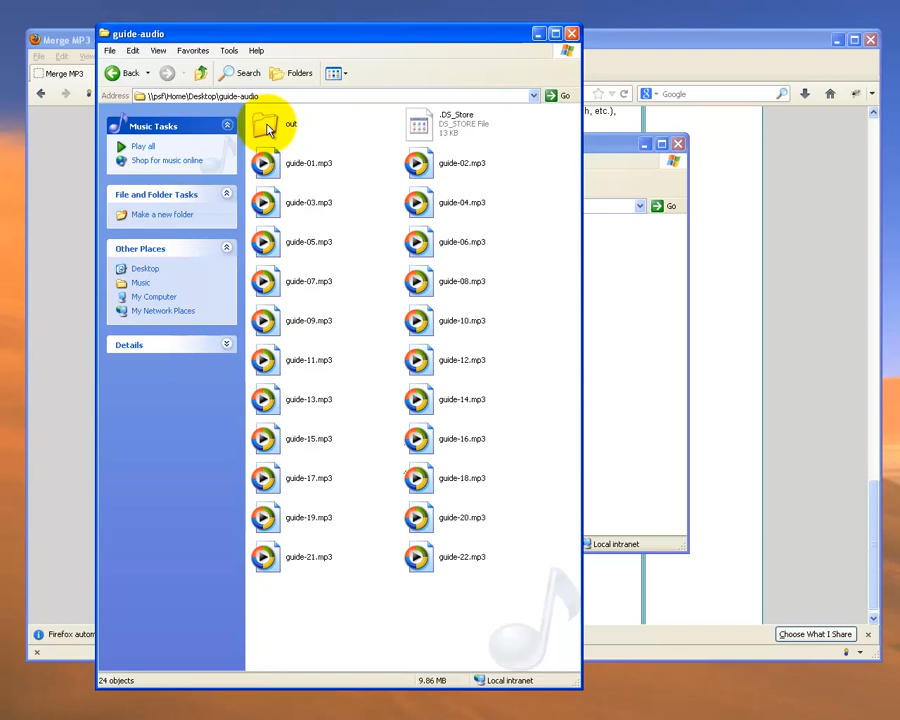 guide-audio
Firefox
Merge MP3
File Edit View Favorites Tools Help
File Edit View
Back Search Folders
Merge MP3
Google
Address \\psf\Home\Desktop\guide-audio Go
h, etc.)
Music Tasks
Play all
Shop for music online
File and Folder Tasks
Make a new folder
Other Places
Desktop
Music
My Computer
My Network Places
Details
out
.DS_Store
DS_STORE File
13 KB
guide-01.mp3 guide-02.mp3
guide-03.mp3 guide-04.mp3
Go
guide-05.mp3 guide-06.mp3
guide-07.mp3 guide-08.mp3
guide-09.mp3 guide-10.mp3
guide-11.mp3 guide-12.mp3
guide-13.mp3 guide-14.mp3
guide-15.mp3 guide-16.mp3
guide-17.mp3 guide-18.mp3
guide-19.mp3 guide-20.mp3
guide-21.mp3 guide-22.mp3
Local intranet
Firefox autom
Choose What I Share
24 objects 9.86 MB Local intranet